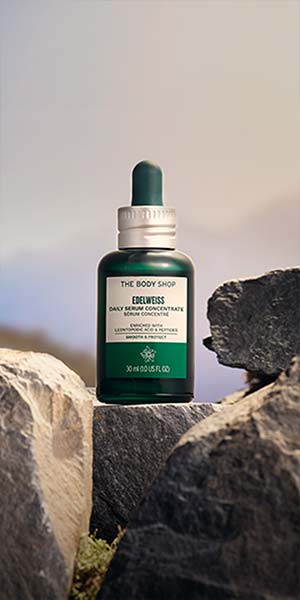 THE BODY SHOP
EDELWEISS
DAILY SERUM CONCENTRATE
SÉRUM CONCENTRÉ
ENRICHED WITH
LEONTOPODIC ACID & PEPTIDES
SMOOTH & PROTECT
30 ml (1.0 US FL OZ)